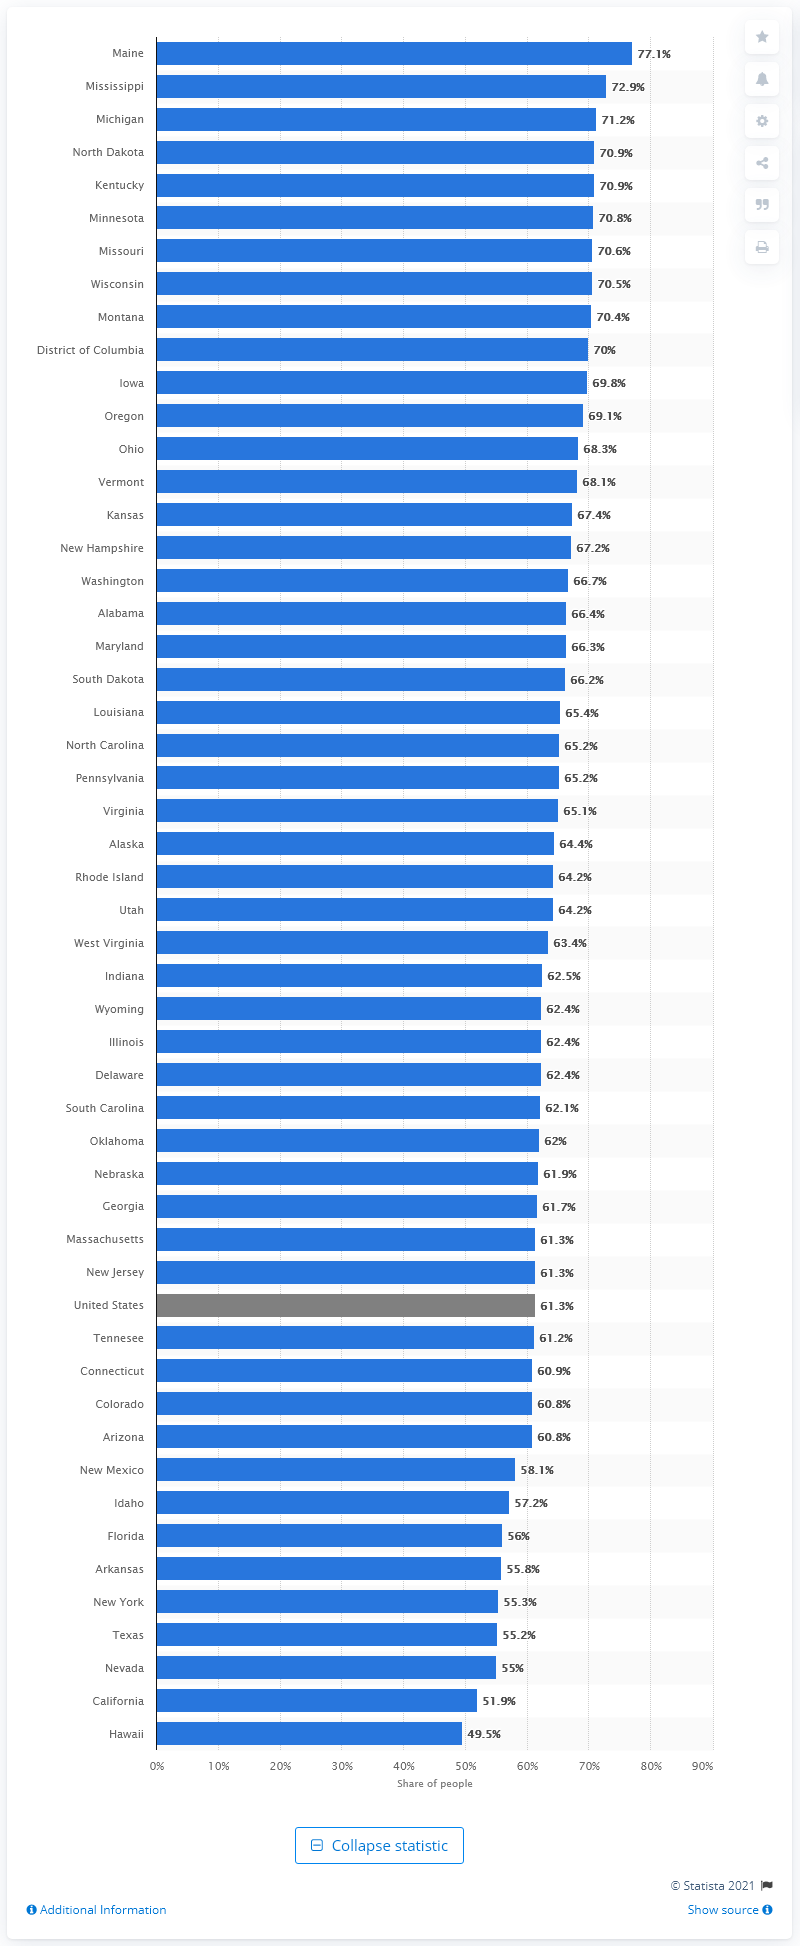 Maine 77.1%
Mississippi 72.9%
Michigan 71.2%
North Dakota 70.9%
Kentucky 70.9%
Minnesota 70.8%
Missouri 70.6%
Wisconsin 70.5%
Montana 70.4%
District of Columbia 70%
Iowa 69.8%
Oregon 69.1%
Ohio 68.3%
Vermont 68.1%
Kansas 67.4%
New Hampshire 67.2%
Washington 66.7%
Alabama 66.4%
Maryland 66.3%
South Dakota 66.2%
Louisiana 65.4%
North Carolina 65.2%
Pennsylvania 65.2%
Virginia 65.1%
Alaska 64.4%
Rhode Island 64.2%
Utah 64.2%
West Virginia 63.4%
Indiana 62.5%
Wyoming 62.4%
Illinois 62.4%
Delaware 62.4%
South Carolina 62.1%
Oklahoma 62%
Nebraska 61.9%
Georgia 61.7%
Massachusetts 61.3%
New Jersey 61.3%
United States 61.3%
Tennesee 61.2%
Connecticut 60.9%
Colorado 60.8%
Arizona 60.8%
New Mexico 58.1%
Idaho 57.2%
Florida 56%
Arkansas 55.8%
New York 55.3%
Texas 55.2%
Nevada 55%
California 51.9%
Hawaii 49.5%
0% 10% 20% 30% 40% 50% 60% 70% 80% 90%
Share of people
Collapse statistic
© Statista 2021
Additional Information Show source